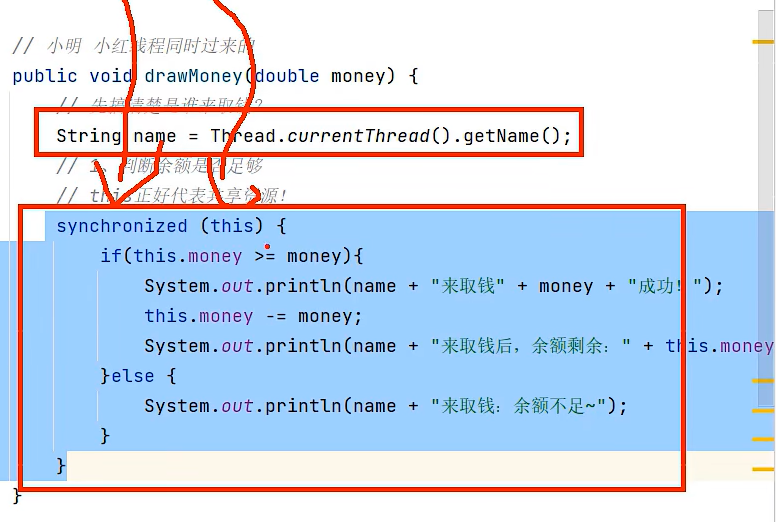 // 小明 小红线程同时过来的
public void drawMoney(double money) {
// 先搞清楚是谁来取钱?
String name = Thread.currentThread().getName();
// 1、判断余额是否足够
// this正好代表共享资源!
synchronized (this) {
if(this.money >= money){
System.out.println(name + "来取钱" + money + "成功!");
this.money -= money;
System.out.println(name + "来取钱后,余额剩余:" + this.money
}else {
System.out.println(name + "来取钱:余额不足~");
}
}
}